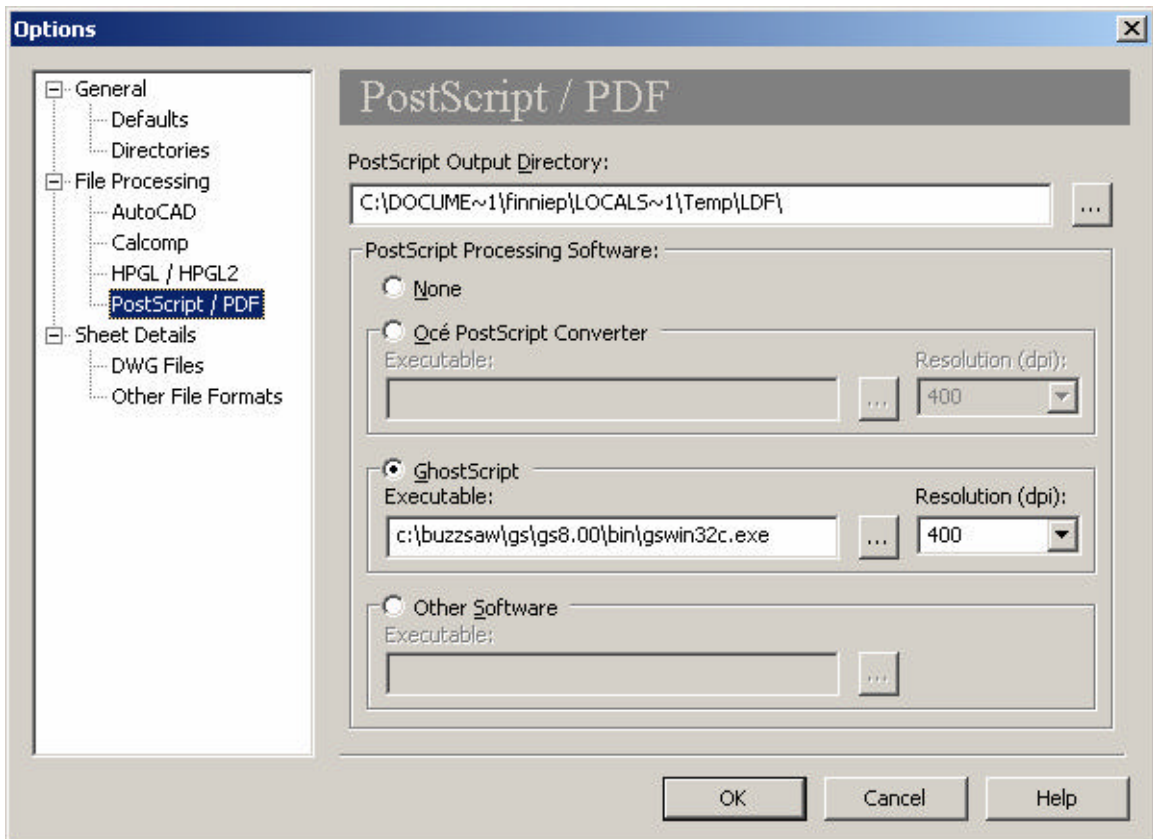 Options
General
Defaults
Directories
File Processing
AutoCAD
Calcomp
HPGL / HPGL2
PostScript / PDF
Sheet Details
DWG Files
Other File Formats
PostScript / PDF
PostScript Output Directory:
C:\DOCUME~1\finniep\LOCALS~1\Temp\LDF\
...
PostScript Processing Software:
None
Océ PostScript Converter
Executable:
Resolution (dpi):
...
400
GhostScript
Executable:
Resolution (dpi):
c:\buzzsaw\gs\gs8.00\bin\gswin32c.exe
...
400
Other Software
Executable:
...
OK
Cancel
Help